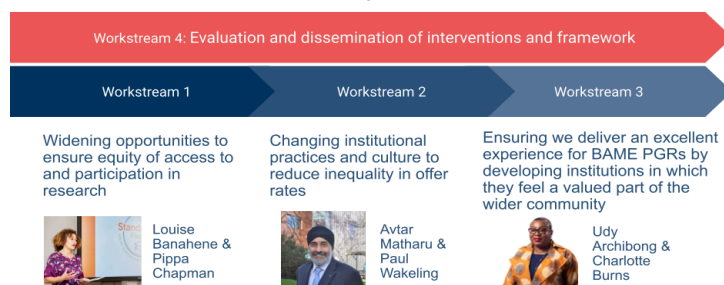 Workstream 4: Evaluation and dissemination of interventions and framework
Workstream 1
Workstream 2
Workstream 3
Widening opportunities to
ensure equity of access to
and participation in
research
Changing institutional
practices and culture to
reduce inequality in offer
rates
Ensuring we deliver an excellent
experience for BAME PGRs by
developing institutions in which
they feel a valued part of the
wider community
Louise
Banahene &
Pippa
Chapman
Avtar
Matharu &
Paul
Wakeling
Udy
Archibong &
Charlotte
Burns